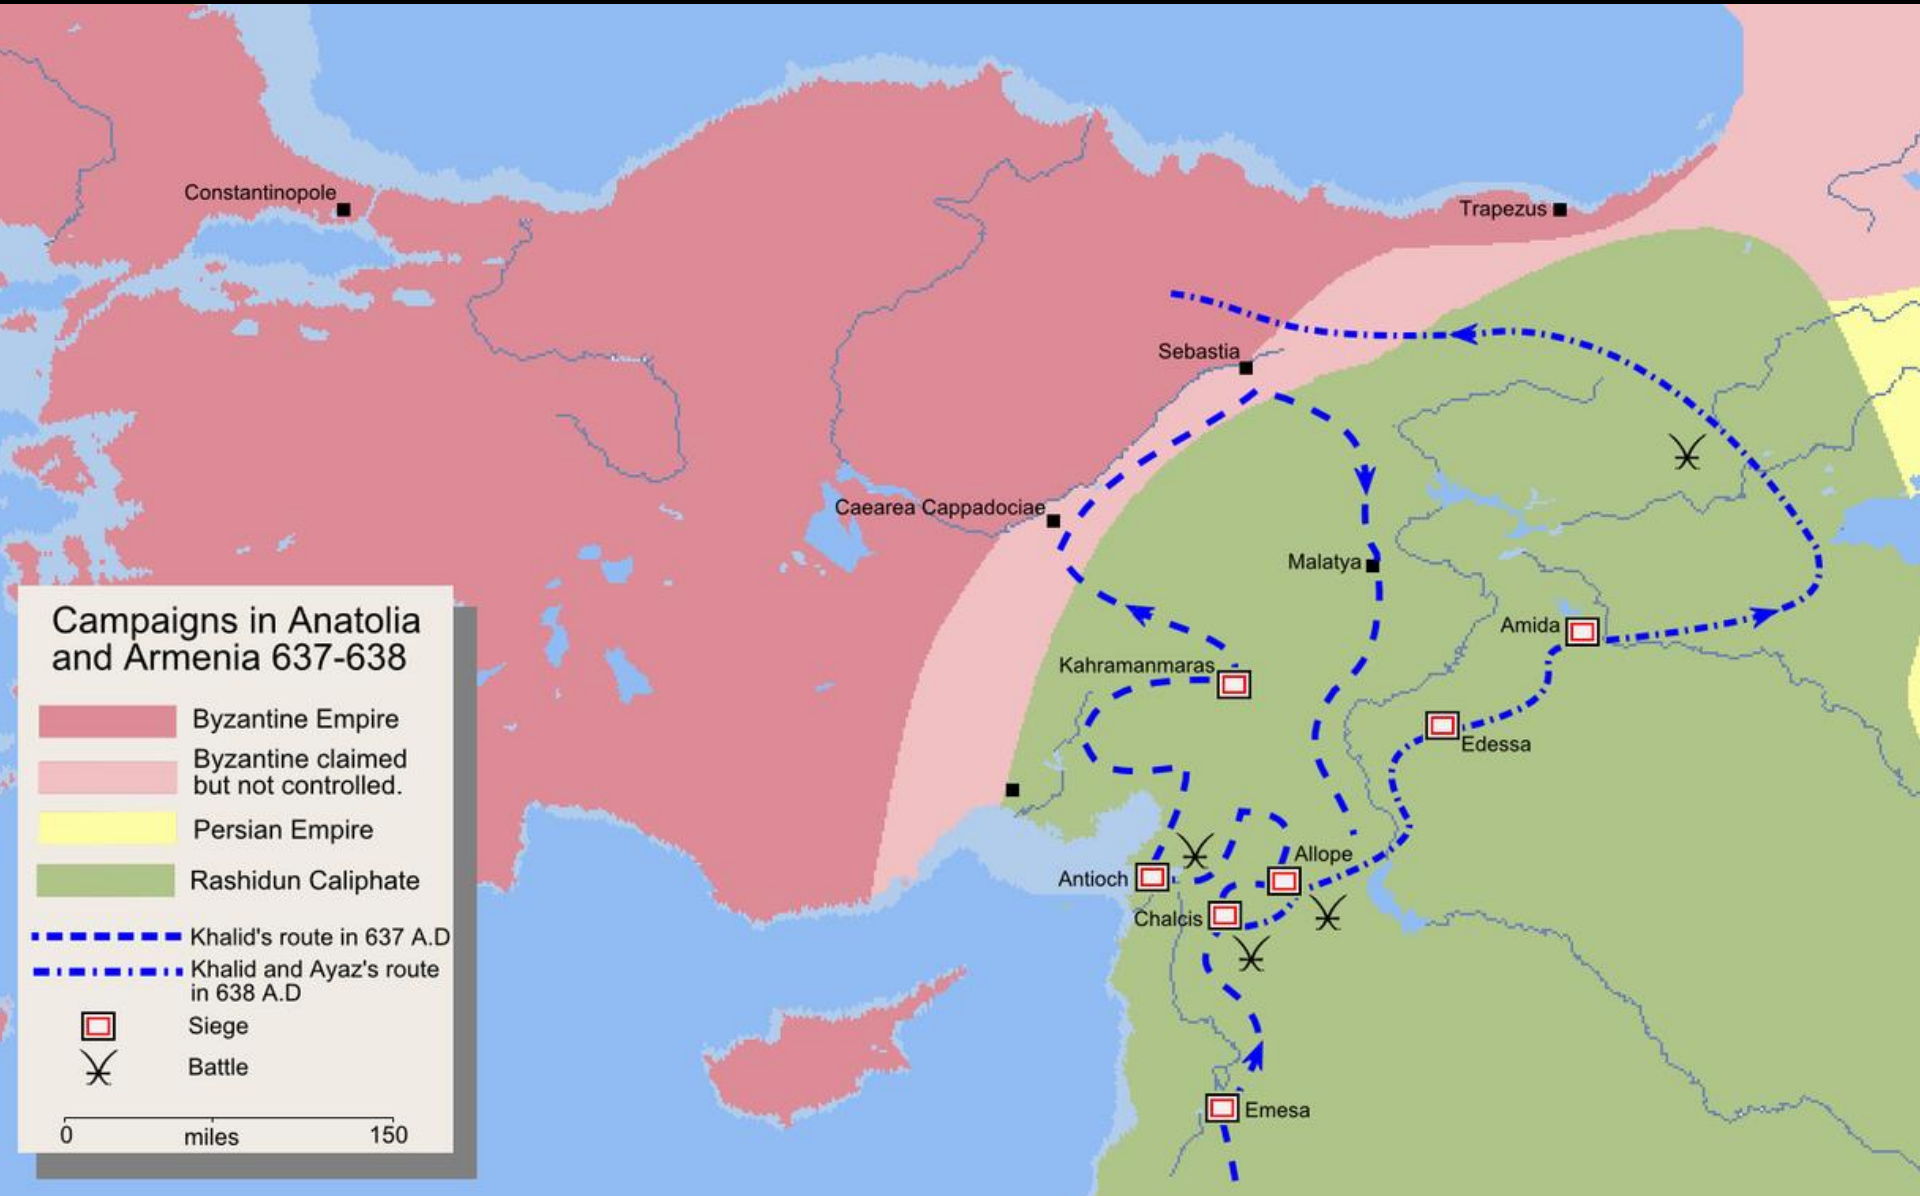 Constantinopole
Trapezus
Sebastia
Caearea Cappadociae
Malatya
Amida
Kahramanmaras
Edessa
Allope
Antioch
Chalcis
Emesa
Campaigns in Anatolia
and Armenia 637-638
Byzantine Empire
Byzantine claimed
but not controlled.
Persian Empire
Rashidun Caliphate
Khalid's route in 637 A.D
Khalid and Ayaz's route
in 638 A.D
Siege
Battle
0 miles 150